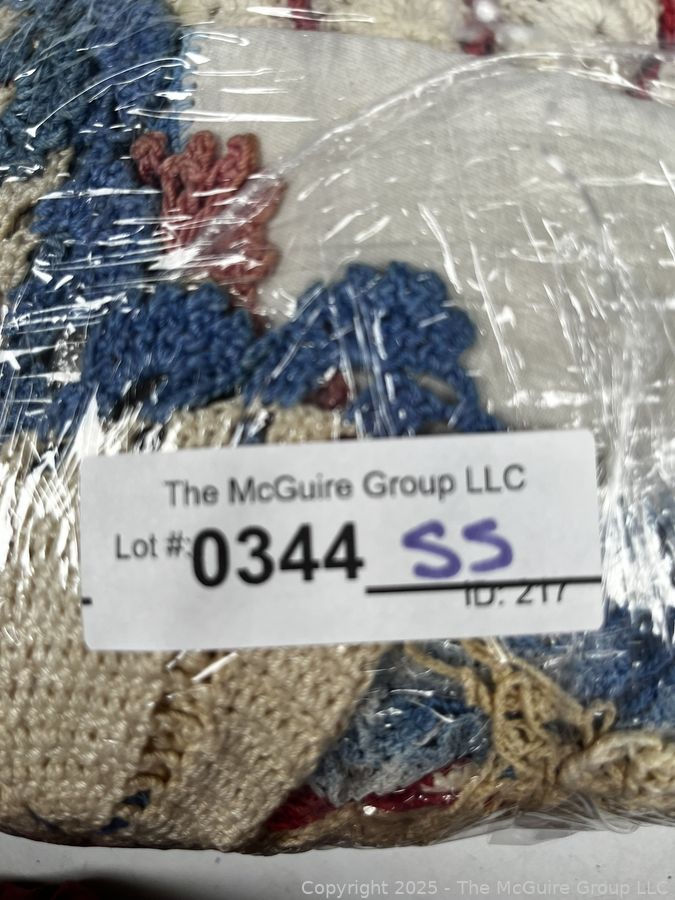 The McGuire Group LLC
Lot #: 0344 SS
ID: 217
Copyright 2025 - The McGuire Group LLC